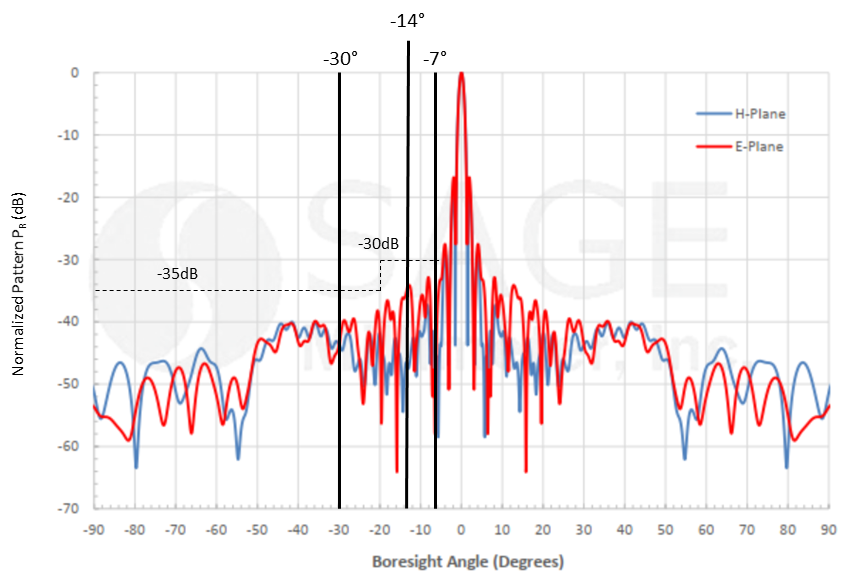 -14°
-30°
-7°
0
-10
-20
-30
-40
-50
-60
-70
Normalized Pattern PR (dB)
H-Plane
E-Plane
SAGE
-30dB
-35dB
-90 -80 -70 -60 -50 -40 -30 -20 -10 0 10 20 30 40 50 60 70 80 90
Boresight Angle (Degrees)